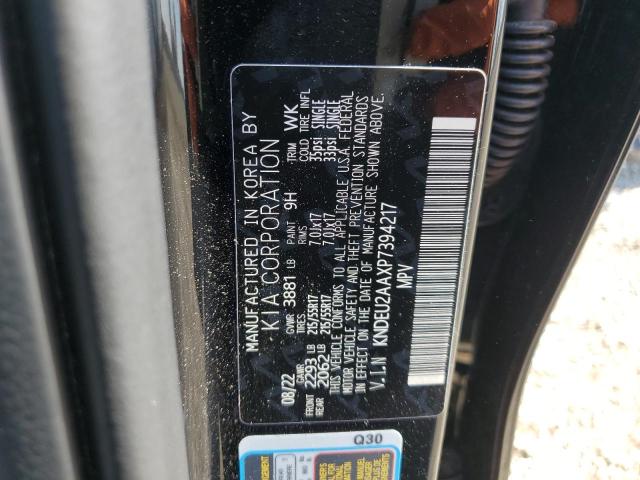 MANUFACTURED IN KOREA BY
KIA CORPORATION
08/22 GVWR 3881 LB PAINT 9H TRIM WK
GAWR TIRES RIMS COLD TIRE INFL
FRONT 2293 LB 215/55R17 7.0Jx17 35psi SINGLE
REAR 2062 LB 215/55R17 7.0Jx17 33psi SINGLE
THIS VEHICLE CONFORMS TO ALL APPLICABLE U.S.A. FEDERAL
MOTOR VEHICLE SAFETY AND THEFT PREVENTION STANDARDS
IN EFFECT ON THE DATE OF MANUFACTURE SHOWN ABOVE.
V.I.N KNDEU2AAXP7394217
MPV
Q30